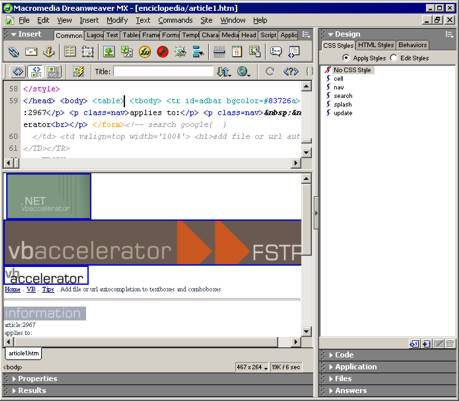 Macromedia Dreamweaver MX - [enciclopedia/article1.htm]
File Edit View Insert Modify Text Commands Site Window Help
Insert Common Layou Text Table Frame Form Templ Chara Media Head Script Applic
Title:
58 </style>
59 </head> <body> <table> <tbody> <tr id=adbar bgcolor=#83726a>
:2967</p> <p class=nav>applies to:</p> <p class=nav>&nbsp;&n
erator<br></p> </form><!-- search google( )
60 </td> <td valign=top width='100%'> <h1>add file or url aut
61 </TD></TR>
.NET
vbaccelerator
vbaccelerator FSTF
vb
accelerator
Home . VB . Tips . Add file or url autocompletion to textboxes and comboboxes
information
article:2967
applies to:
article1.htm
<body> 467 x 264 19K / 6 sec
Properties
Results
Design
CSS Styles HTML Styles Behaviors
Apply Styles Edit Styles
No CSS Style
cell
nav
search
splash
update
Code
Application
Files
Answers